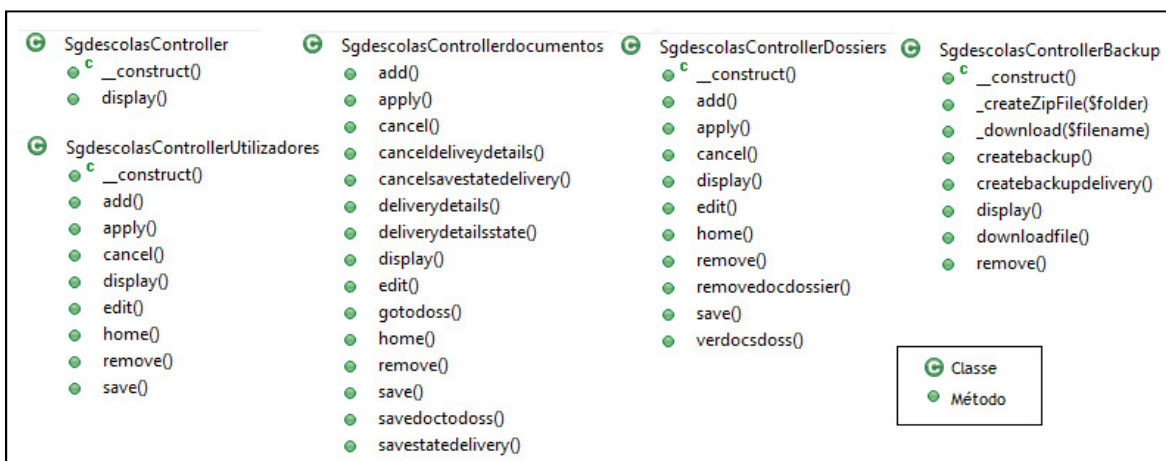 SgdescolasController
__construct()
display()
SgdescolasControllerUtilizadores
__construct()
add()
apply()
cancel()
display()
edit()
home()
remove()
save()
SgdescolasControllerdocumentos
add()
apply()
cancel()
canceldeliveydetails()
cancelsavestatedelivery()
deliverydetails()
deliverydetailsstate()
display()
edit()
gotodoss()
home()
remove()
save()
savedoctodoss()
savestatedelivery()
SgdescolasControllerDossiers
__construct()
add()
apply()
cancel()
display()
edit()
home()
remove()
removedocdossier()
save()
verdocsdoss()
SgdescolasControllerBackup
__construct()
_createZipFile($folder)
_download($filename)
createbackup()
createbackupdelivery()
display()
downloadfile()
remove()
Classe
Método